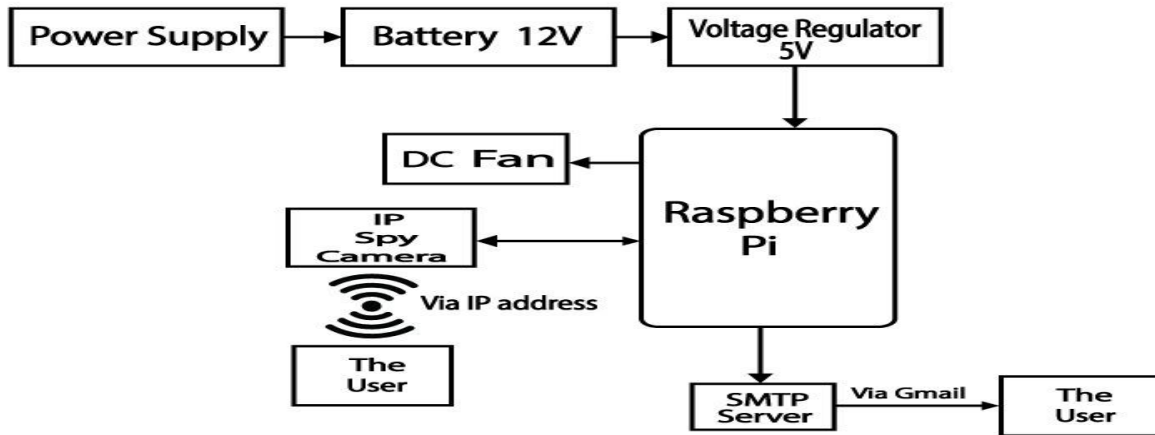 Power Supply
Battery 12V
Voltage Regulator
5V
DC Fan
Raspberry
Pi
IP
Spy
Camera
Via IP address
The
User
SMTP
Server
Via Gmail
The
User